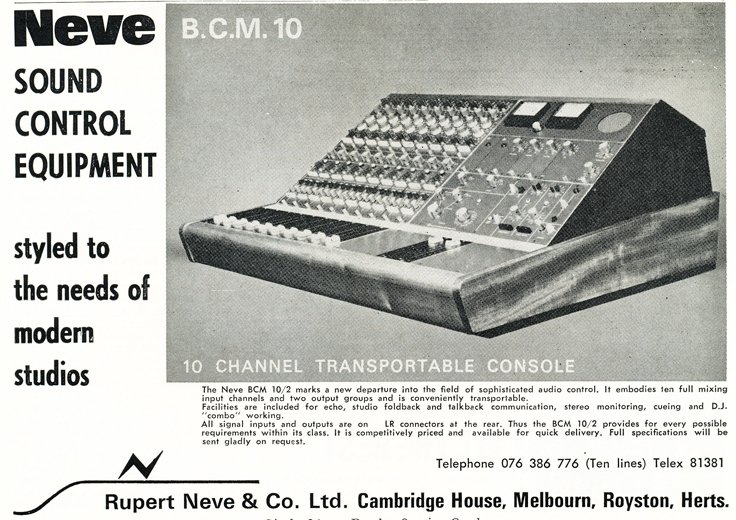 Neve
B.C.M. 10
SOUND
CONTROL
EQUIPMENT
styled to
the needs of
modern
studios
10 CHANNEL TRANSPORTABLE CONSOLE
The Neve BCM 10/2 marks a new departure into the field of sophisticated audio control. It embodies ten full mixing
input channels and two output groups and is conveniently transportable.
Facilities are included for echo, studio foldback and talkback communication, stereo monitoring, cueing and D.J.
"combo" working.
All signal inputs and outputs are on LR connectors at the rear. Thus the BCM 10/2 provides for every possible
requirements within its class. It is competitively priced and available for quick delivery. Full specifications will be
sent gladly on request.
Telephone 076 386 776 (Ten lines) Telex 81381
Rupert Neve & Co. Ltd. Cambridge House, Melbourn, Royston, Herts.